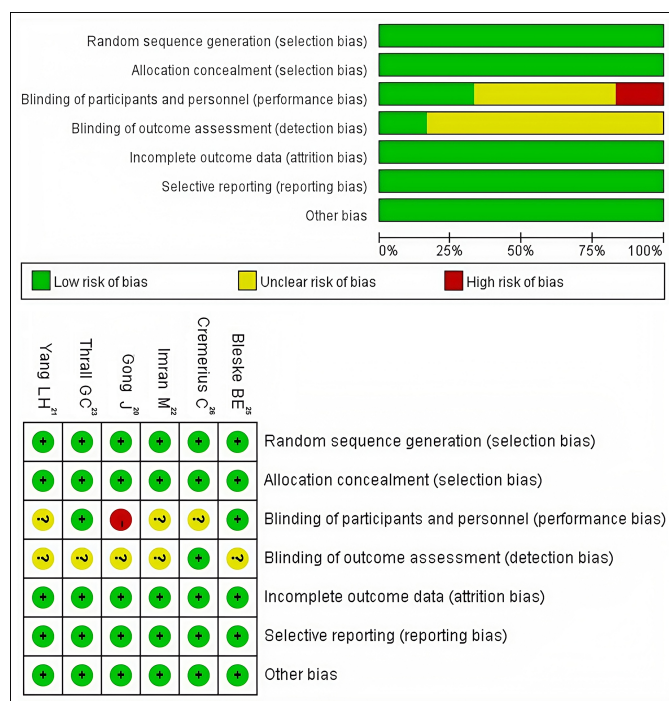 Random sequence generation (selection bias)
Allocation concealment (selection bias)
Blinding of participants and personnel (performance bias)
Blinding of outcome assessment (detection bias)
Incomplete outcome data (attrition bias)
Selective reporting (reporting bias)
Other bias
0% 25% 50% 75% 100%
Low risk of bias Unclear risk of bias High risk of bias
Yang LH21 Thrall GC23 Gong J20 Imran M22 Cremerius C26 Bleske BE25
+ + + + + + Random sequence generation (selection bias)
+ + + + + + Allocation concealment (selection bias)
? + - ? ? + Blinding of participants and personnel (performance bias)
? ? ? ? + ? Blinding of outcome assessment (detection bias)
+ + + + + + Incomplete outcome data (attrition bias)
+ + + + + + Selective reporting (reporting bias)
+ + + + + + Other bias